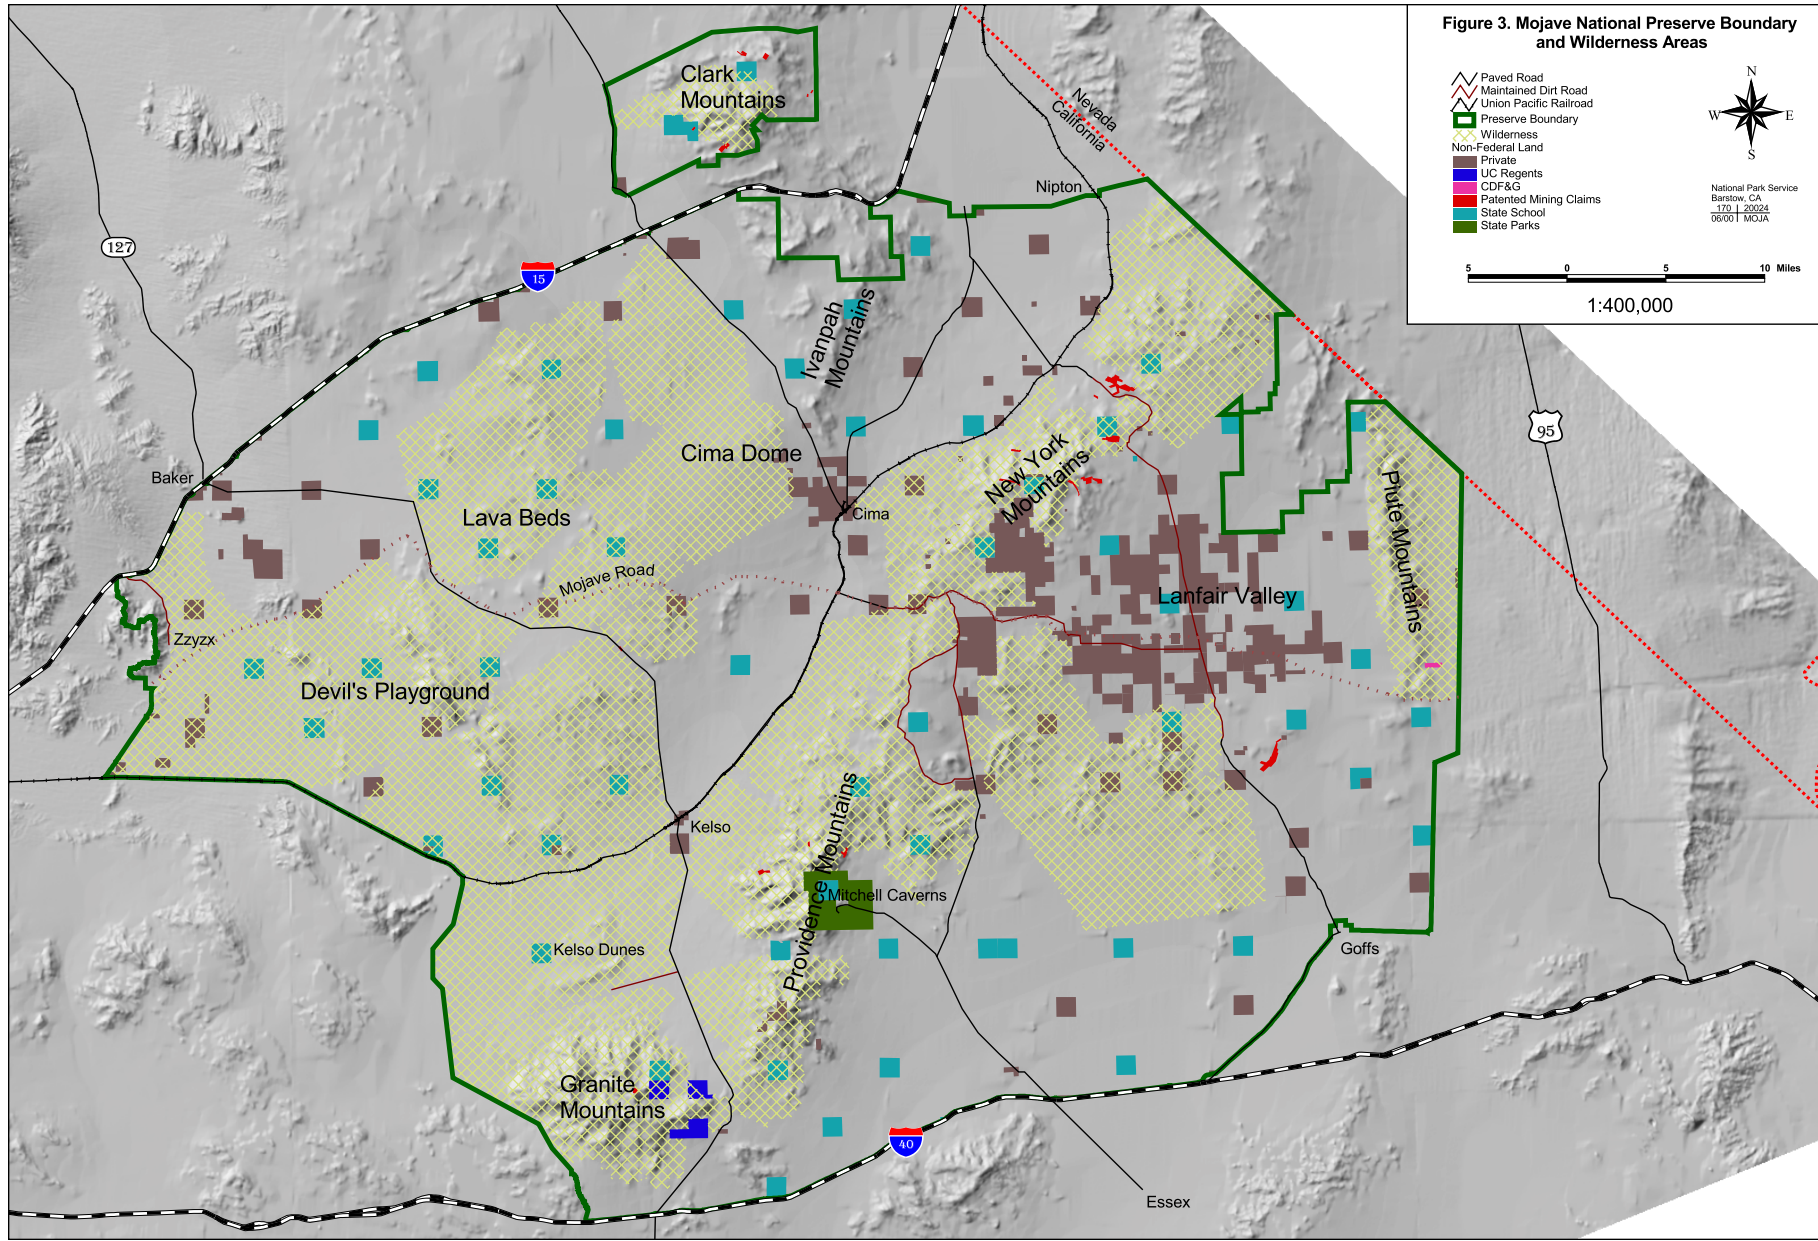 Figure 3. Mojave National Preserve Boundary
and Wilderness Areas
Paved Road
Maintained Dirt Road
Union Pacific Railroad
Preserve Boundary
Wilderness
Non-Federal Land
Private
UC Regents
CDF&G
Patented Mining Claims
State School
State Parks
N
W
E
S
National Park Service
Barstow, CA
170 | 20024
06/00 | MOJA
5 0 5 10 Miles
1:400,000
Clark
Mountains
Nevada
California
Nipton
127
15
Ivanpah
Mountains
95
Cima Dome
Baker
New York
Mountains
Piute Mountains
Lava Beds
Cima
Mojave Road
Lanfair Valley
Zzyzx
Devil's Playground
Kelso
Providence Mountains
Mitchell Caverns
Kelso Dunes
Goffs
Granite
Mountains
40
Essex